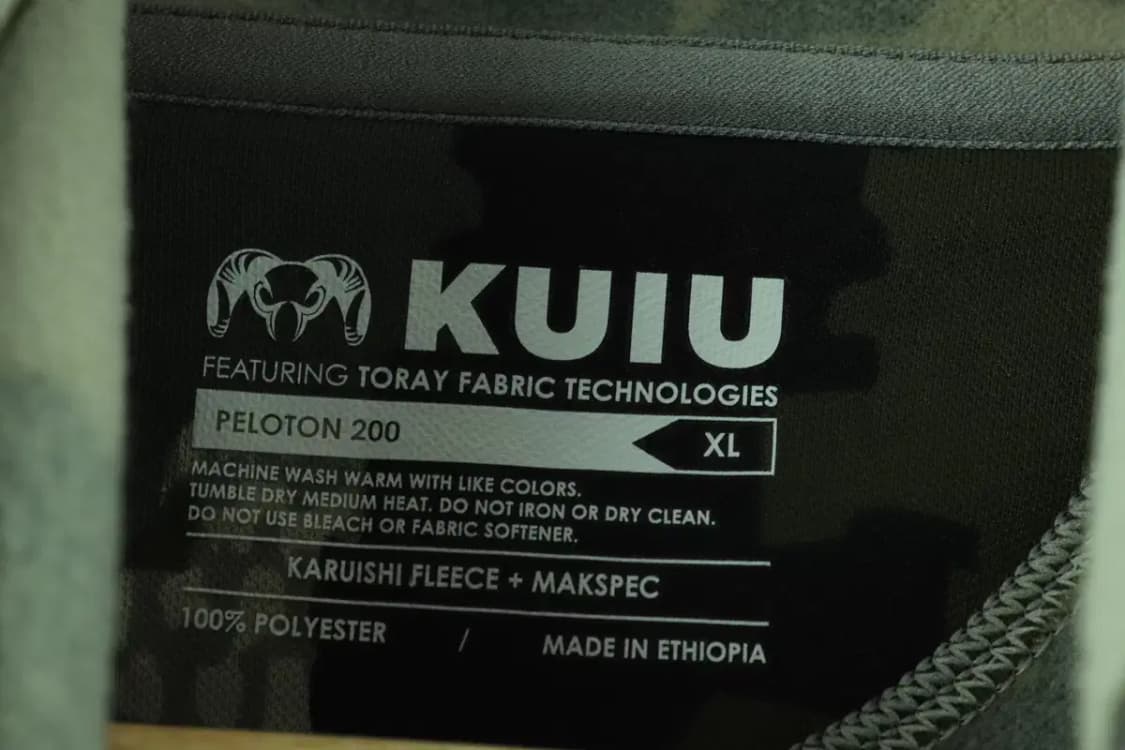 KUIU
FEATURING TORAY FABRIC TECHNOLOGIES
PELOTON 200 XL
MACHINE WASH WARM WITH LIKE COLORS.
TUMBLE DRY MEDIUM HEAT. DO NOT IRON OR DRY CLEAN.
DO NOT USE BLEACH OR FABRIC SOFTENER.
KARUISHI FLEECE + MAKSPEC
100% POLYESTER / MADE IN ETHIOPIA